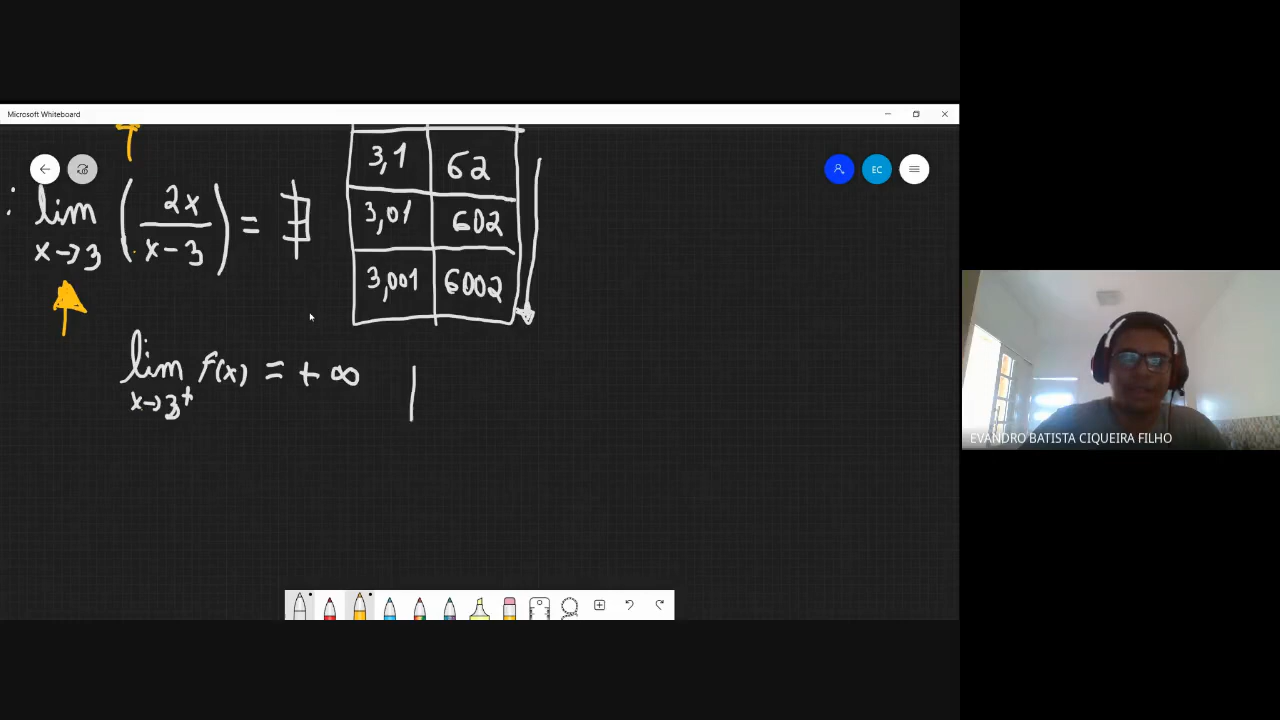 Microsoft Whiteboard
EC
∴ lim x→3 (2x / x-3) = ∄
3,1 62
3,01 602
3,001 6002
lim x→3⁺ f(x) = + ∞
EVANDRO BATISTA CIQUEIRA FILHO